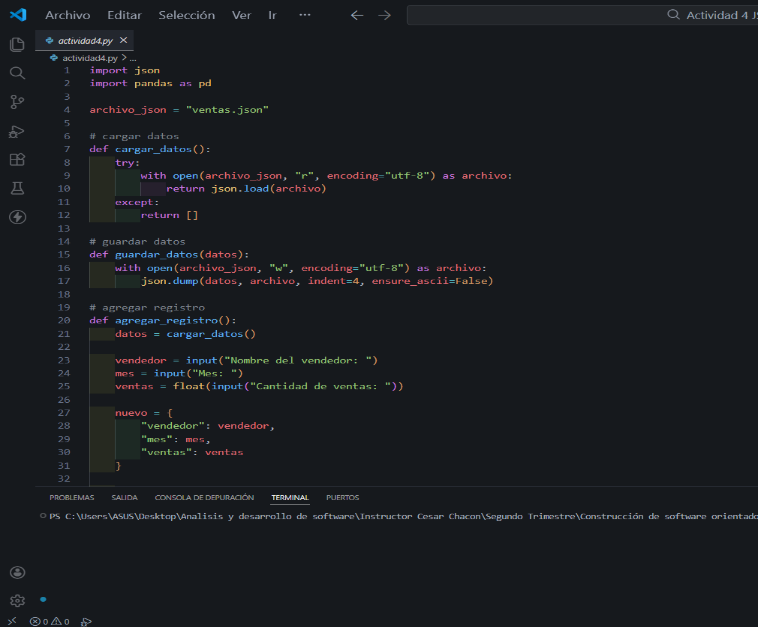 Archivo Editar Selección Ver Ir ··· ← → Actividad 4 JS
actividad4.py ×
actividad4.py > ...
1 import json
2 import pandas as pd
3
4 archivo_json = "ventas.json"
5
6 # cargar datos
7 def cargar_datos():
8 try:
9 with open(archivo_json, "r", encoding="utf-8") as archivo:
10 return json.load(archivo)
11 except:
12 return []
13
14 # guardar datos
15 def guardar_datos(datos):
16 with open(archivo_json, "w", encoding="utf-8") as archivo:
17 json.dump(datos, archivo, indent=4, ensure_ascii=False)
18
19 # agregar registro
20 def agregar_registro():
21 datos = cargar_datos()
22
23 vendedor = input("Nombre del vendedor: ")
24 mes = input("Mes: ")
25 ventas = float(input("Cantidad de ventas: "))
26
27 nuevo = {
28 "vendedor": vendedor,
29 "mes": mes,
30 "ventas": ventas
31 }
32
PROBLEMAS SALIDA CONSOLA DE DEPURACIÓN TERMINAL PUERTOS
PS C:\Users\ASUS\Desktop\Analisis y desarrollo de software\Instructor Cesar Chacon\Segundo Trimestre\Construcción de software orientado
0 0